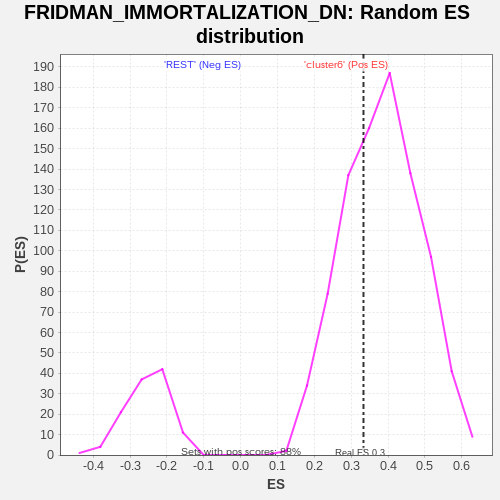 FRIDMAN_IMMORTALIZATION_DN: Random ES
distribution
'REST' (Neg ES)
'cluster6' (Pos ES)
190
180
170
160
150
140
130
120
110
100
90
80
70
60
50
40
30
20
10
0
P(ES)
Sets with pos scores: 88%
Real ES 0.3
-0.4 -0.3 -0.2 -0.1 0.0 0.1 0.2 0.3 0.4 0.5 0.6
ES